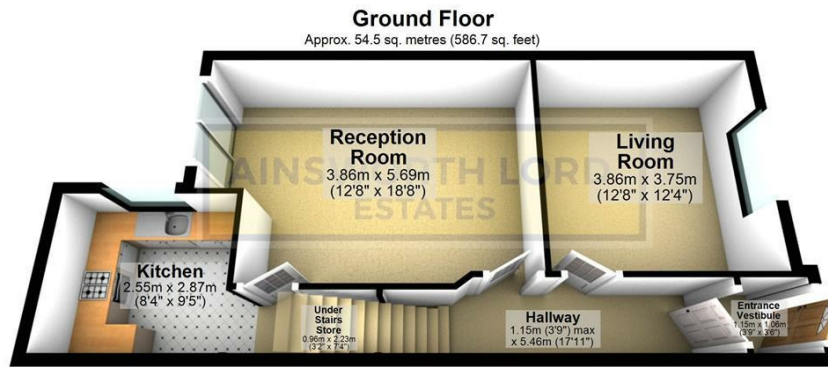 Ground Floor
Approx. 54.5 sq. metres (586.7 sq. feet)
Reception
Room
3.86m x 5.69m
(12'8" x 18'8")
Living
Room
3.86m x 3.75m
(12'8" x 12'4")
AINSWORTH LORD
ESTATES
Kitchen
2.55m x 2.87m
(8'4" x 9'5")
Under
Stairs
Store
0.96m x 2.23m
(3'2" x 7'4")
Hallway
1.15m (3'9") max
x 5.46m (17'11")
Entrance
Vestibule
1.15m x 1.06m
(3'9" x 3'6")